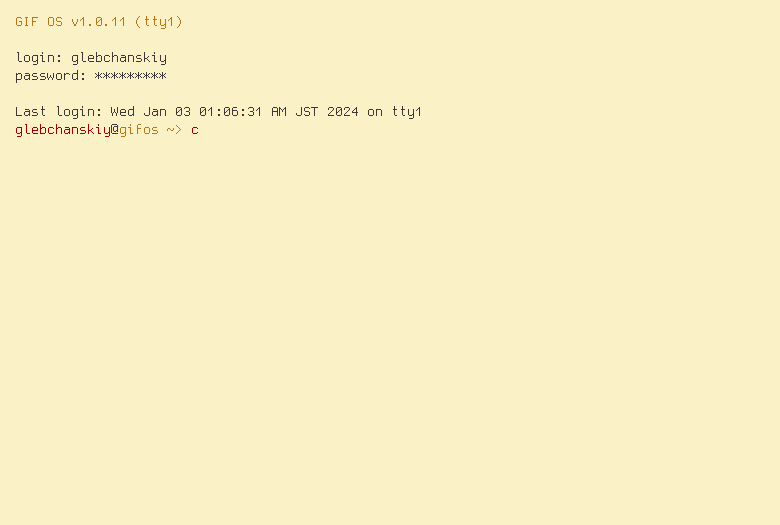 GIF OS v1.0.11 (tty1)
login: glebchanskiy
password: *********
Last login: Wed Jan 03 01:06:31 AM JST 2024 on tty1
glebchanskiy@gifos ~> c